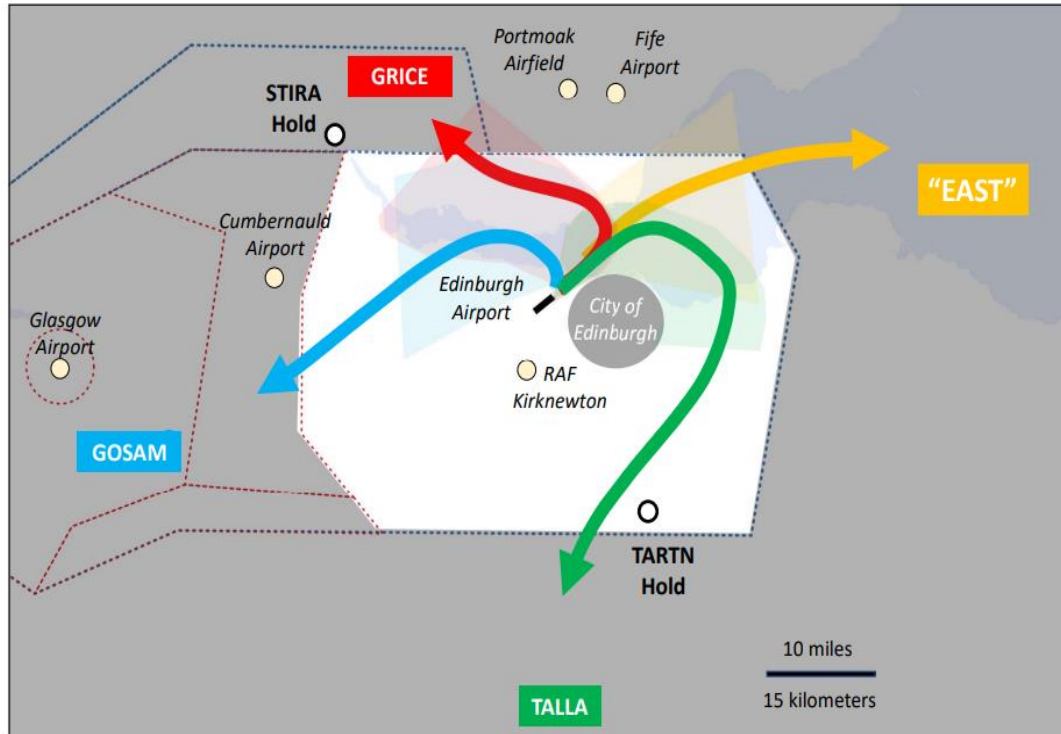 Portmoak
Airfield
Fife
Airport
GRICE
STIRA
Hold
“EAST”
Cumbernauld
Airport
Edinburgh
Airport
City of
Edinburgh
Glasgow
Airport
RAF
Kirknewton
GOSAM
TARTN
Hold
10 miles
15 kilometers
TALLA